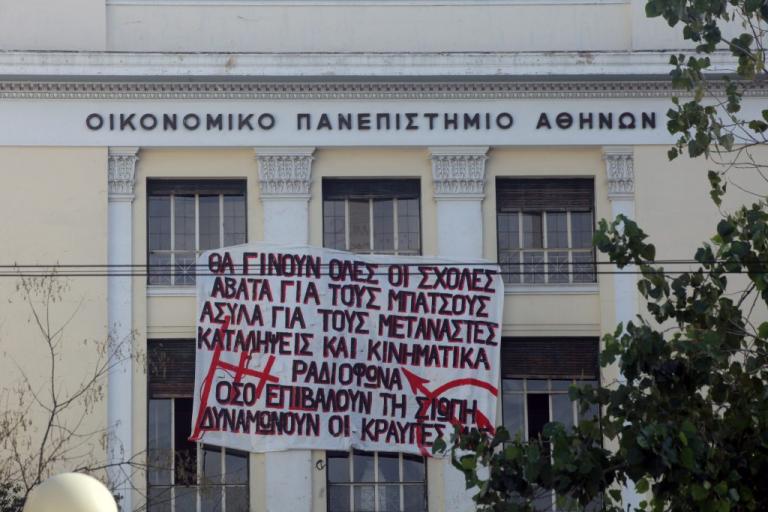 ΟΙΚΟΝΟΜΙΚΟ ΠΑΝΕΠΙΣΤΗΜΙΟ ΑΘΗΝΩΝ
ΘΑ ΓΙΝΟΥΝ ΟΛΕΣ ΟΙ ΣΧΟΛΕΣ
ΑΒΑΤΑ ΓΙΑ ΤΟΥΣ ΜΠΑΤΣΟΥΣ
ΑΣΥΛΑ ΓΙΑ ΤΟΥΣ ΜΕΤΑΝΑΣΤΕΣ
ΚΑΤΑΛΗΨΕΙΣ ΚΑΙ ΚΙΝΗΜΑΤΙΚΑ
ΡΑΔΙΟΦΩΝΑ
ΟΣΟ ΕΠΙΒΑΛΟΥΝ ΤΗ ΣΙΩΠΗ
ΔΥΝΑΜΩΝΟΥΝ ΟΙ ΚΡΑΥΓΕΣ